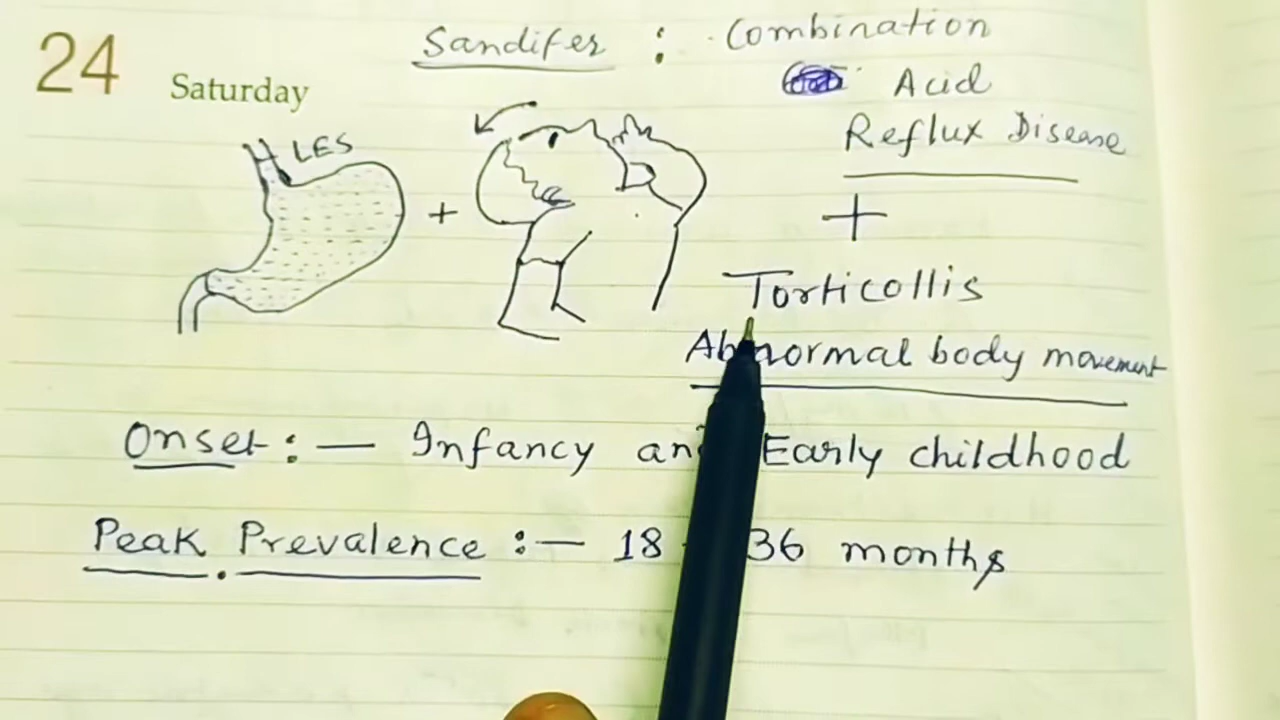 24 Saturday
Sandifer : Combination
Acid
Reflux Disease
LES
+
+
Torticollis
Abnormal body movement
Onset :— Infancy and Early childhood
Peak Prevalence :— 18 36 months